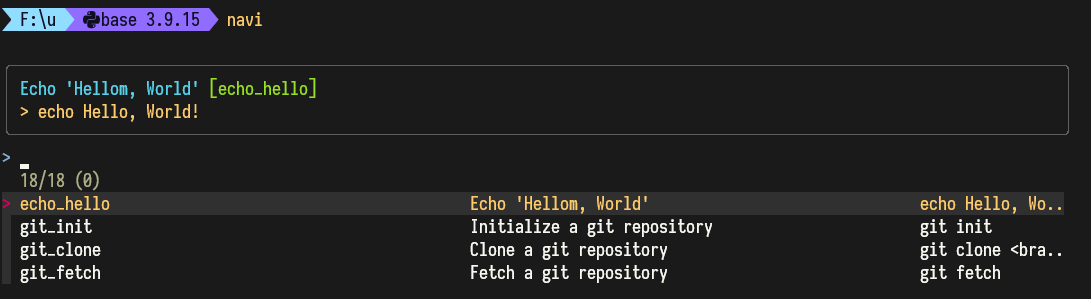 F:\u base 3.9.15 navi
Echo 'Hellom, World' [echo_hello]
> echo Hello, World!
>
18/18 (0)
> echo_hello Echo 'Hellom, World' echo Hello, Wo..
git_init Initialize a git repository git init
git_clone Clone a git repository git clone <bra..
git_fetch Fetch a git repository git fetch